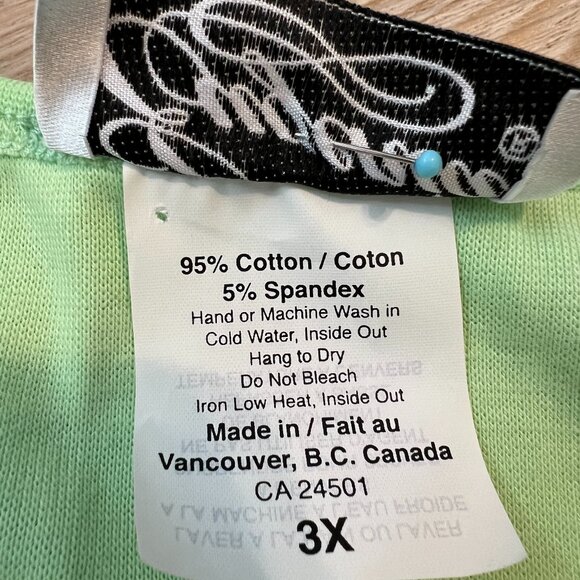 ®
95% Cotton / Coton
5% Spandex
Hand or Machine Wash in
Cold Water, Inside Out
Hang to Dry
Do Not Bleach
Iron Low Heat, Inside Out
Made in / Fait au
Vancouver, B.C. Canada
CA 24501
3X